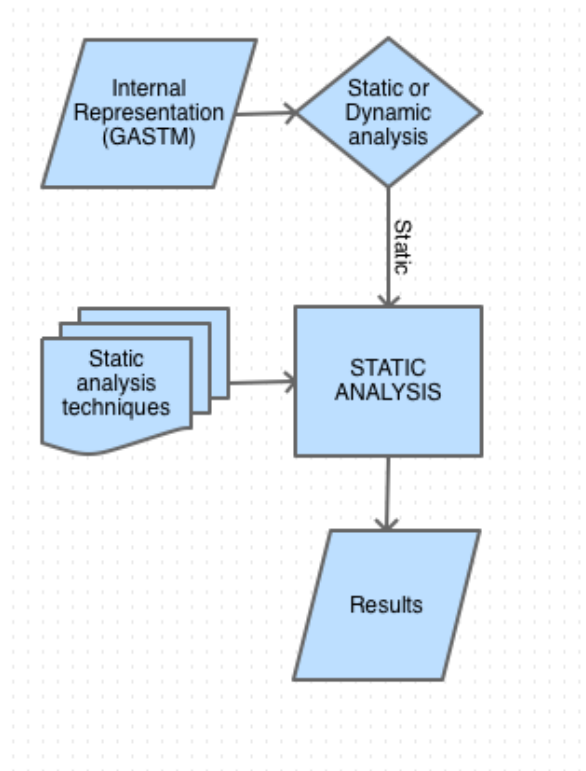 Internal
Representation
(GASTM)
Static or
Dynamic
analysis
Static
Static
analysis
techniques
STATIC
ANALYSIS
Results